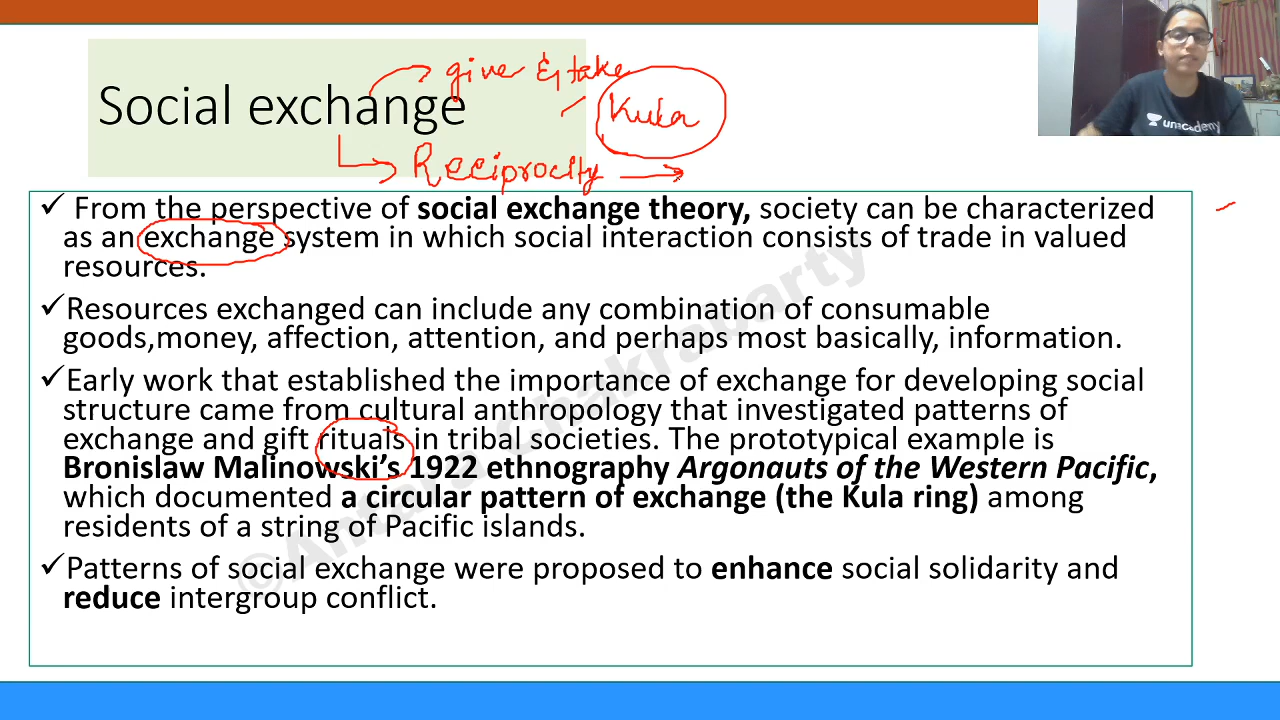 give & take
Social exchange
Kula
Reciprocity
unacademy
✓ From the perspective of social exchange theory, society can be characterized
as an exchange system in which social interaction consists of trade in valued
resources.
✓Resources exchanged can include any combination of consumable
goods,money, affection, attention, and perhaps most basically, information.
✓Early work that established the importance of exchange for developing social
structure came from cultural anthropology that investigated patterns of
exchange and gift rituals in tribal societies. The prototypical example is
Bronislaw Malinowski’s 1922 ethnography Argonauts of the Western Pacific,
which documented a circular pattern of exchange (the Kula ring) among
residents of a string of Pacific islands.
✓Patterns of social exchange were proposed to enhance social solidarity and
reduce intergroup conflict.
©Antara Chakrabarty